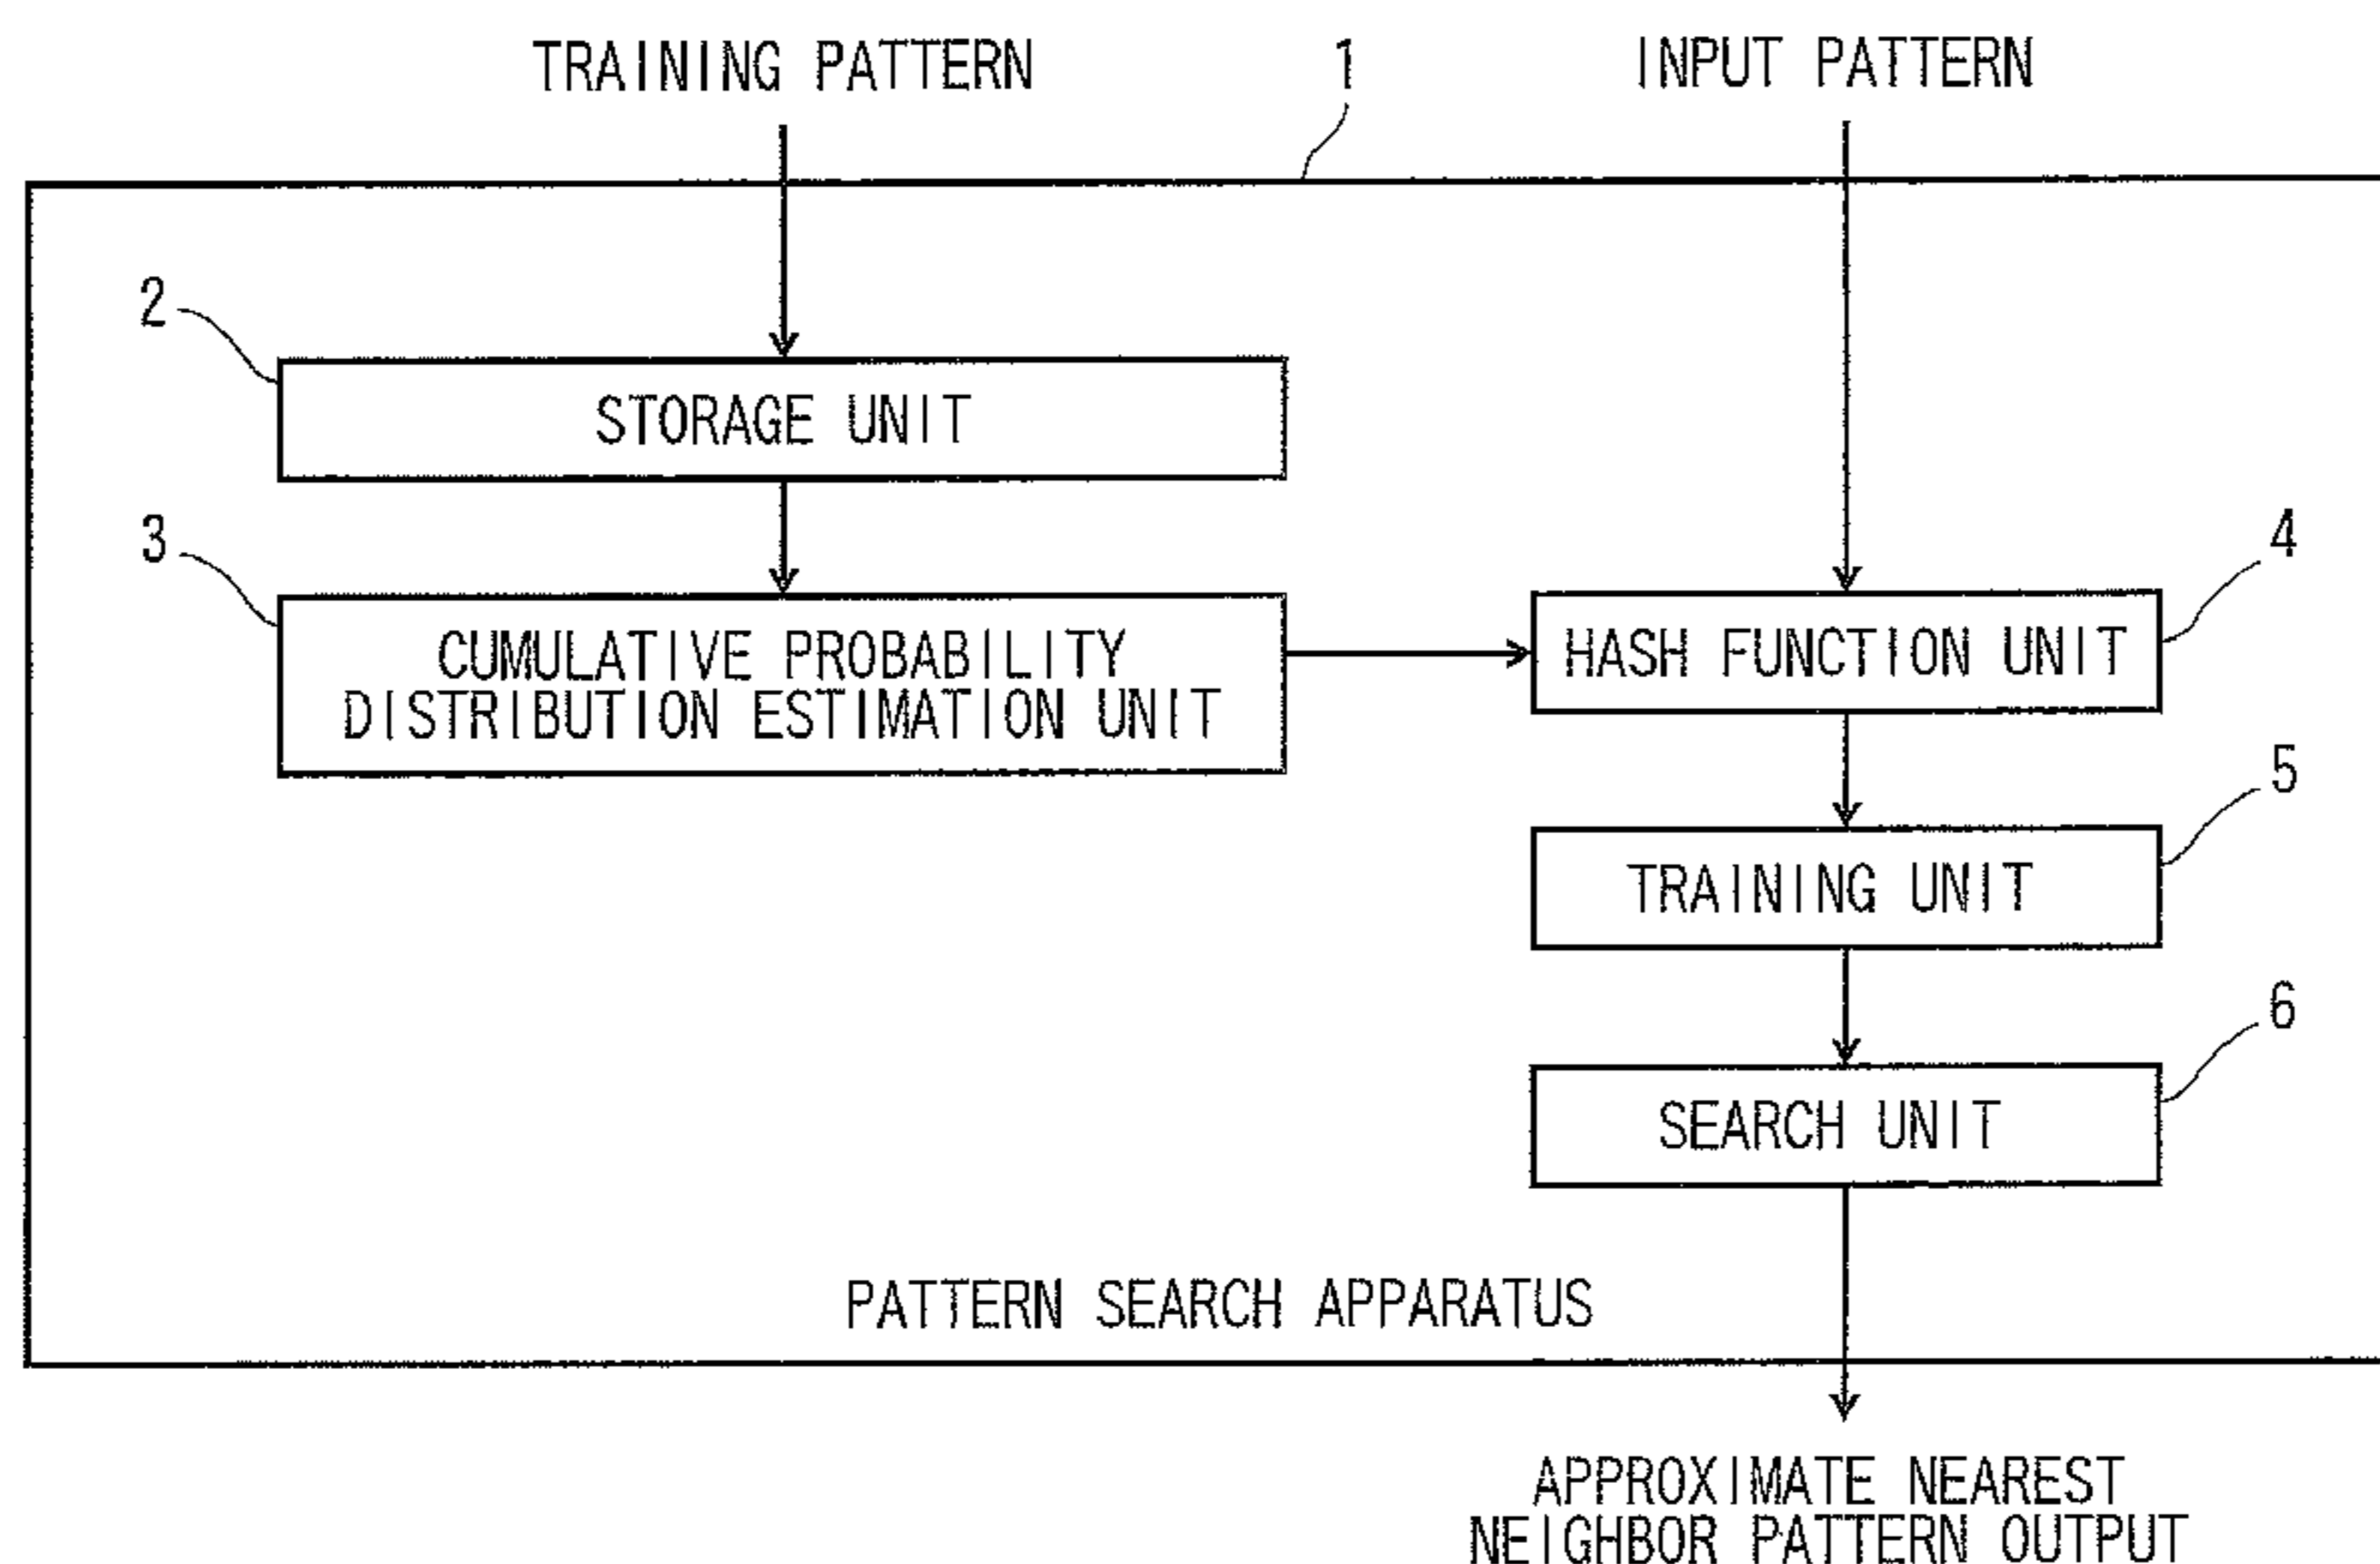 TRAINING PATTERN
1
INPUT PATTERN
2
STORAGE UNIT
3
CUMULATIVE PROBABILITY
DISTRIBUTION ESTIMATION UNIT
4
HASH FUNCTION UNIT
5
TRAINING UNIT
6
SEARCH UNIT
PATTERN SEARCH APPARATUS
APPROXIMATE NEAREST
NEIGHBOR PATTERN OUTPUT